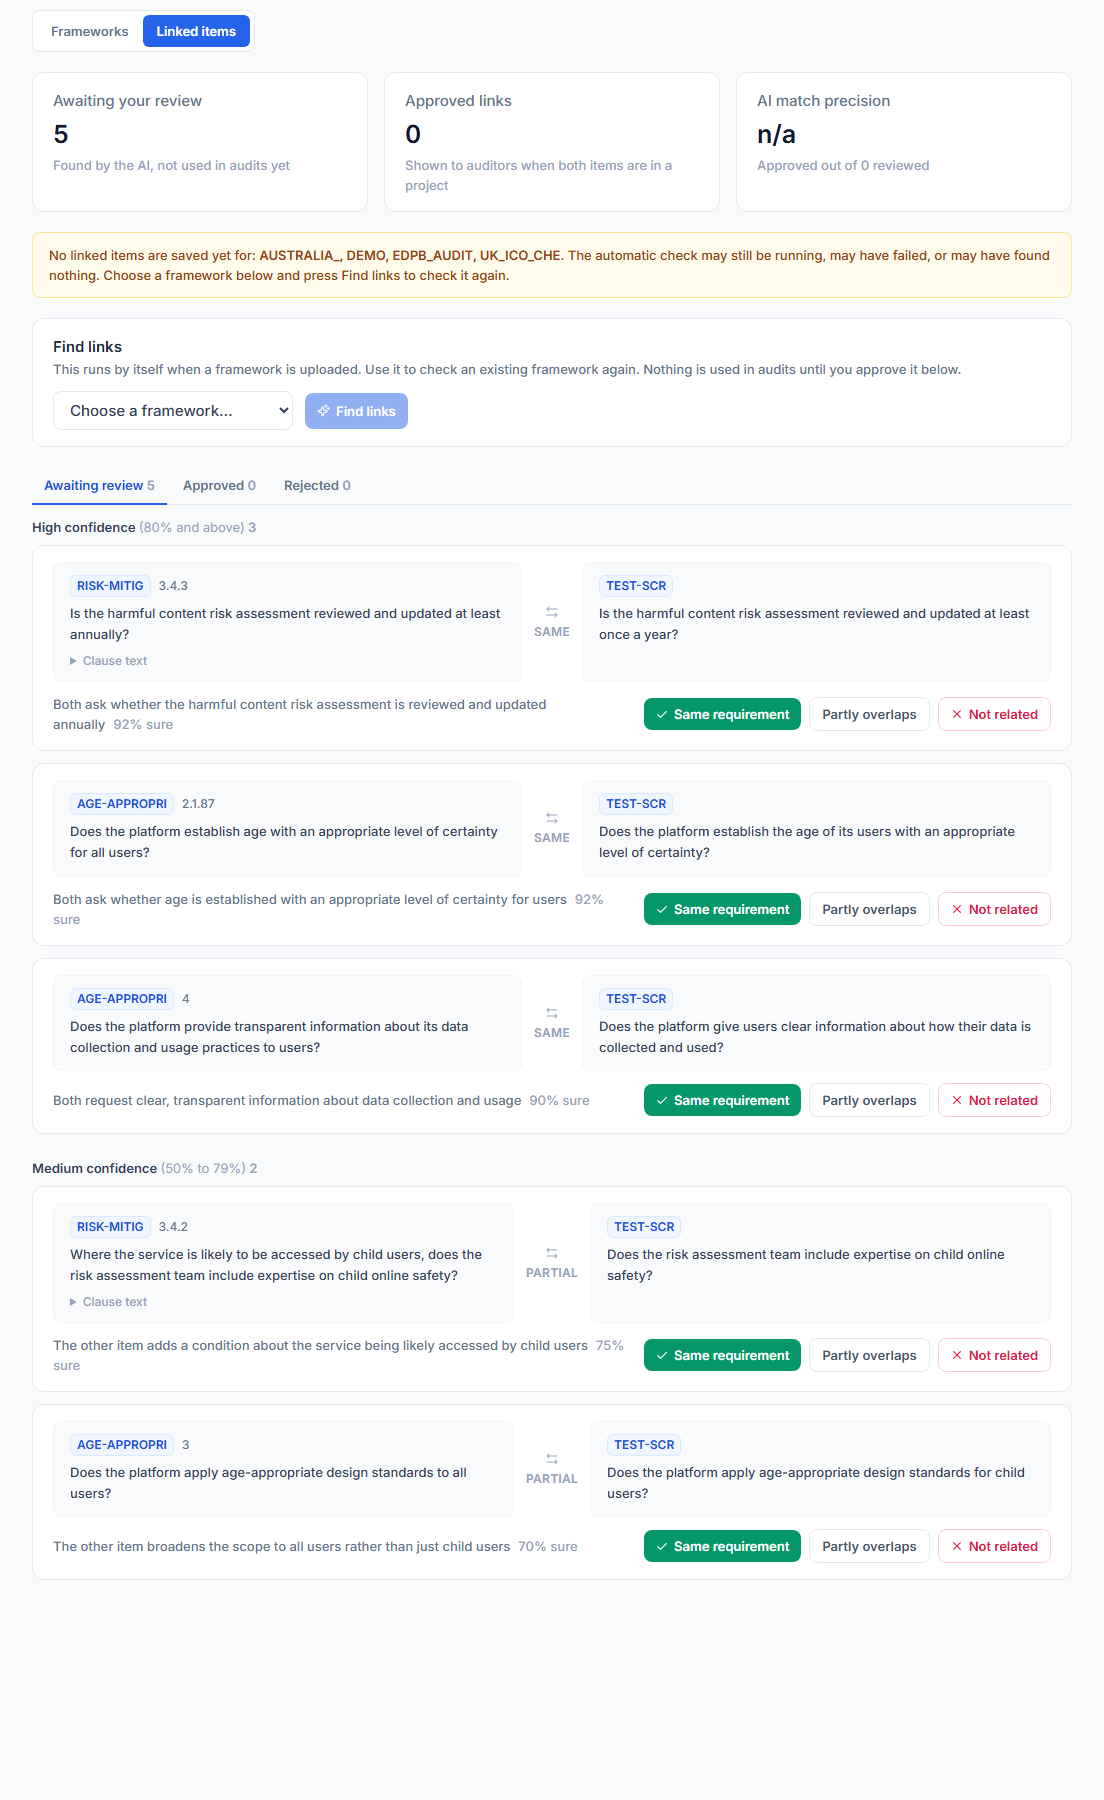 Frameworks
Linked items
Awaiting your review
5
Found by the AI, not used in audits yet
Approved links
0
Shown to auditors when both items are in a
project
AI match precision
n/a
Approved out of 0 reviewed
No linked items are saved yet for: AUSTRALIA_, DEMO, EDPB_AUDIT, UK_ICO_CHE. The automatic check may still be running, may have failed, or may have found
nothing. Choose a framework below and press Find links to check it again.
Find links
This runs by itself when a framework is uploaded. Use it to check an existing framework again. Nothing is used in audits until you approve it below.
Choose a framework...
Find links
Awaiting review 5
Approved 0
Rejected 0
High confidence (80% and above) 3
RISK-MITIG 3.4.3
Is the harmful content risk assessment reviewed and updated at least
annually?
Clause text
SAME
TEST-SCR
Is the harmful content risk assessment reviewed and updated at least
once a year?
Both ask whether the harmful content risk assessment is reviewed and updated
annually 92% sure
Same requirement
Partly overlaps
Not related
AGE-APPROPRI 2.1.87
Does the platform establish age with an appropriate level of certainty
for all users?
SAME
TEST-SCR
Does the platform establish the age of its users with an appropriate
level of certainty?
Both ask whether age is established with an appropriate level of certainty for users 92%
sure
Same requirement
Partly overlaps
Not related
AGE-APPROPRI 4
Does the platform provide transparent information about its data
collection and usage practices to users?
SAME
TEST-SCR
Does the platform give users clear information about how their data is
collected and used?
Both request clear, transparent information about data collection and usage 90% sure
Same requirement
Partly overlaps
Not related
Medium confidence (50% to 79%) 2
RISK-MITIG 3.4.2
Where the service is likely to be accessed by child users, does the
risk assessment team include expertise on child online safety?
Clause text
PARTIAL
TEST-SCR
Does the risk assessment team include expertise on child online
safety?
The other item adds a condition about the service being likely accessed by child users 75%
sure
Same requirement
Partly overlaps
Not related
AGE-APPROPRI 3
Does the platform apply age-appropriate design standards to all
users?
PARTIAL
TEST-SCR
Does the platform apply age-appropriate design standards for child
users?
The other item broadens the scope to all users rather than just child users 70% sure
Same requirement
Partly overlaps
Not related